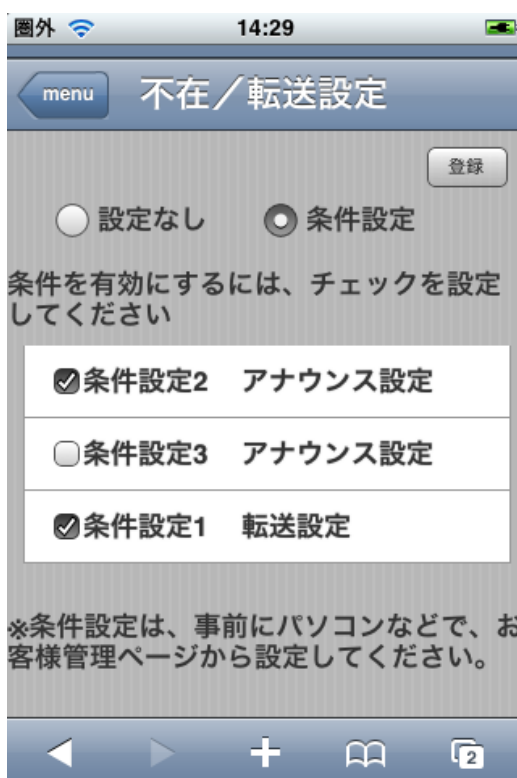 圏外 14:29
menu 不在／転送設定
登録
設定なし 条件設定
条件を有効にするには、チェックを設定
してください
条件設定2 アナウンス設定
条件設定3 アナウンス設定
条件設定1 転送設定
※条件設定は、事前にパソコンなどで、お
客様管理ページから設定してください。
2